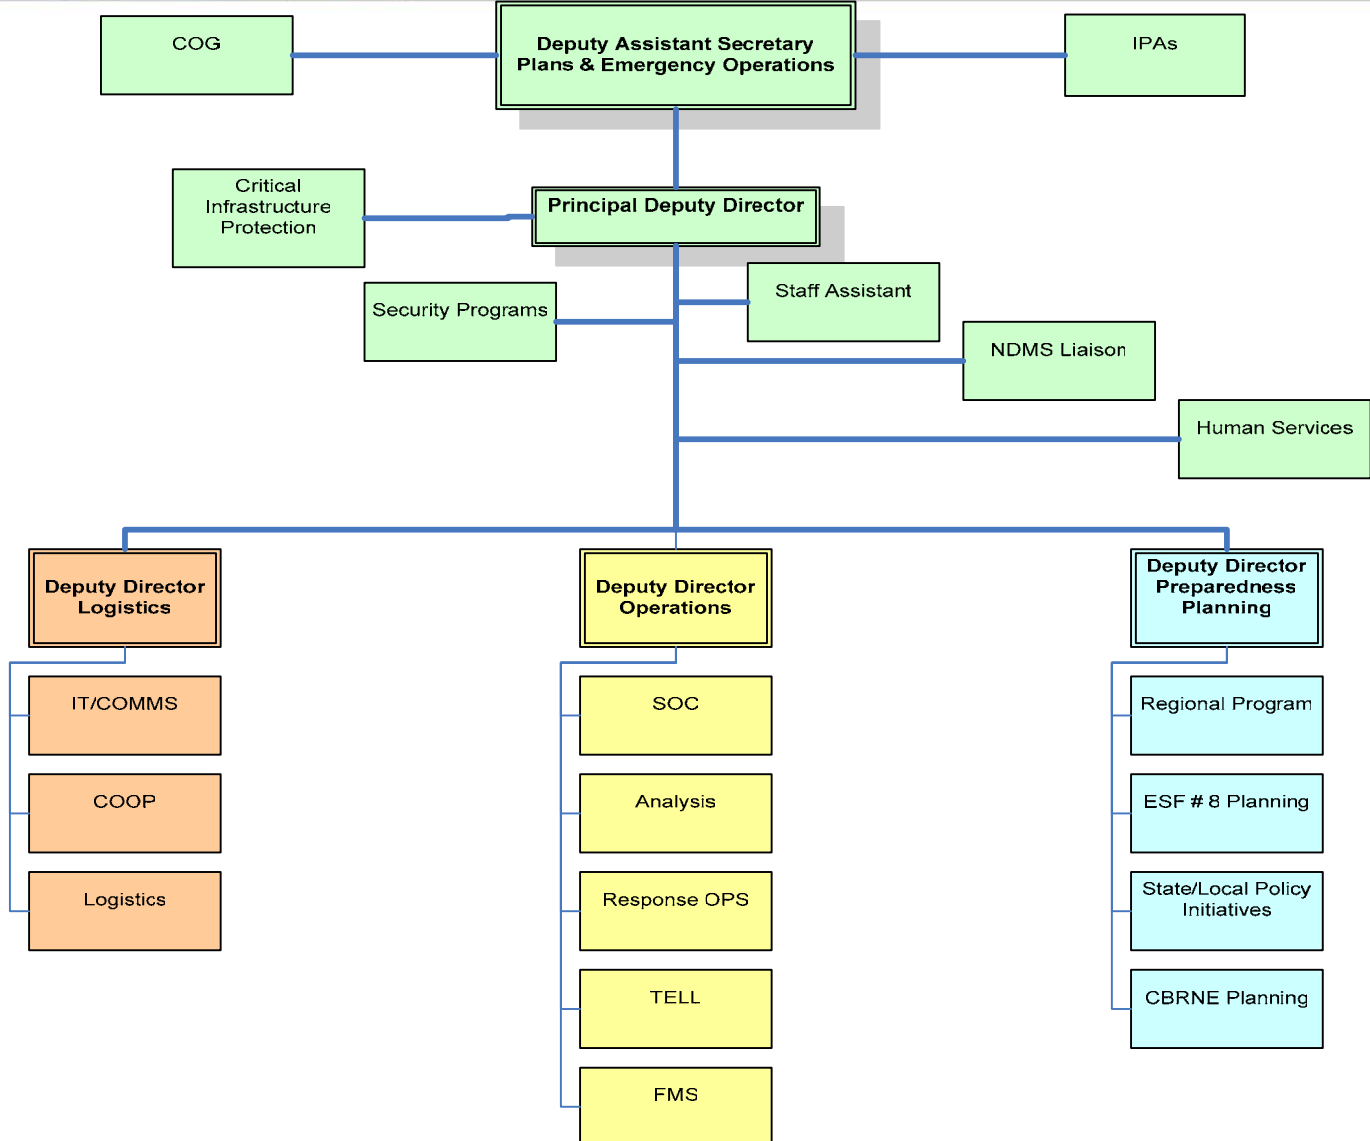 COG
Deputy Assistant Secretary
Plans & Emergency Operations
IPAs
Critical
Infrastructure
Protection
Principal Deputy Director
Staff Assistant
Security Programs
NDMS Liaison
Human Services
Deputy Director
Logistics
IT/COMMS
COOP
Logistics
Deputy Director
Operations
SOC
Analysis
Response OPS
TELL
FMS
Deputy Director
Preparedness
Planning
Regional Program
ESF # 8 Planning
State/Local Policy
Initiatives
CBRNE Planning